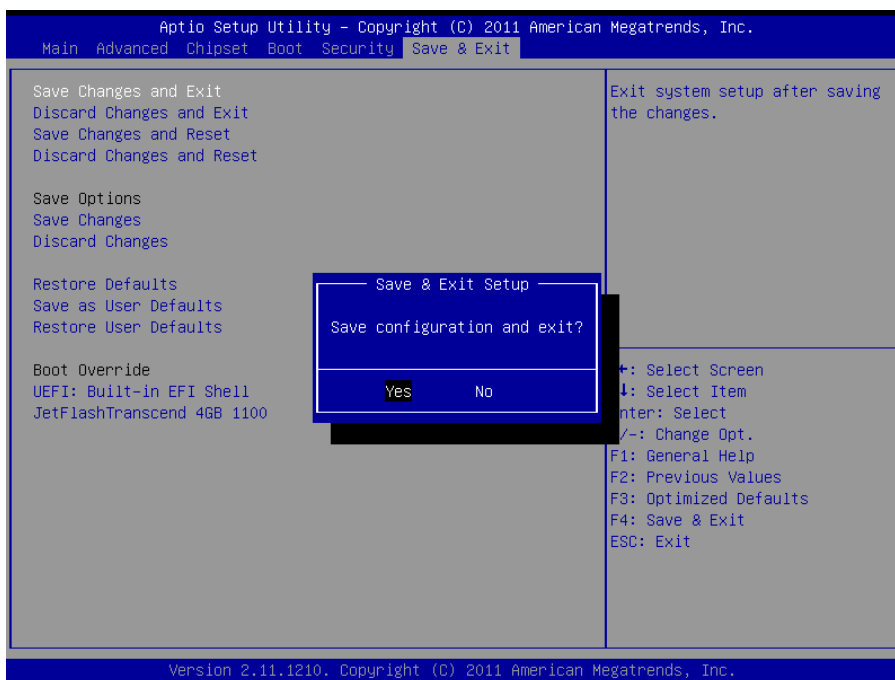 Aptio Setup Utility – Copyright (C) 2011 American Megatrends, Inc.
Main Advanced Chipset Boot Security Save & Exit
Save Changes and Exit
Discard Changes and Exit
Save Changes and Reset
Discard Changes and Reset
Save Options
Save Changes
Discard Changes
Restore Defaults
Save as User Defaults
Restore User Defaults
Boot Override
UEFI: Built-in EFI Shell
JetFlashTranscend 4GB 1100
Save & Exit Setup
Save configuration and exit?
Yes No
Exit system setup after saving
the changes.
: Select Screen
: Select Item
nter: Select
/-: Change Opt.
F1: General Help
F2: Previous Values
F3: Optimized Defaults
F4: Save & Exit
ESC: Exit
Version 2.11.1210. Copyright (C) 2011 American Megatrends, Inc.